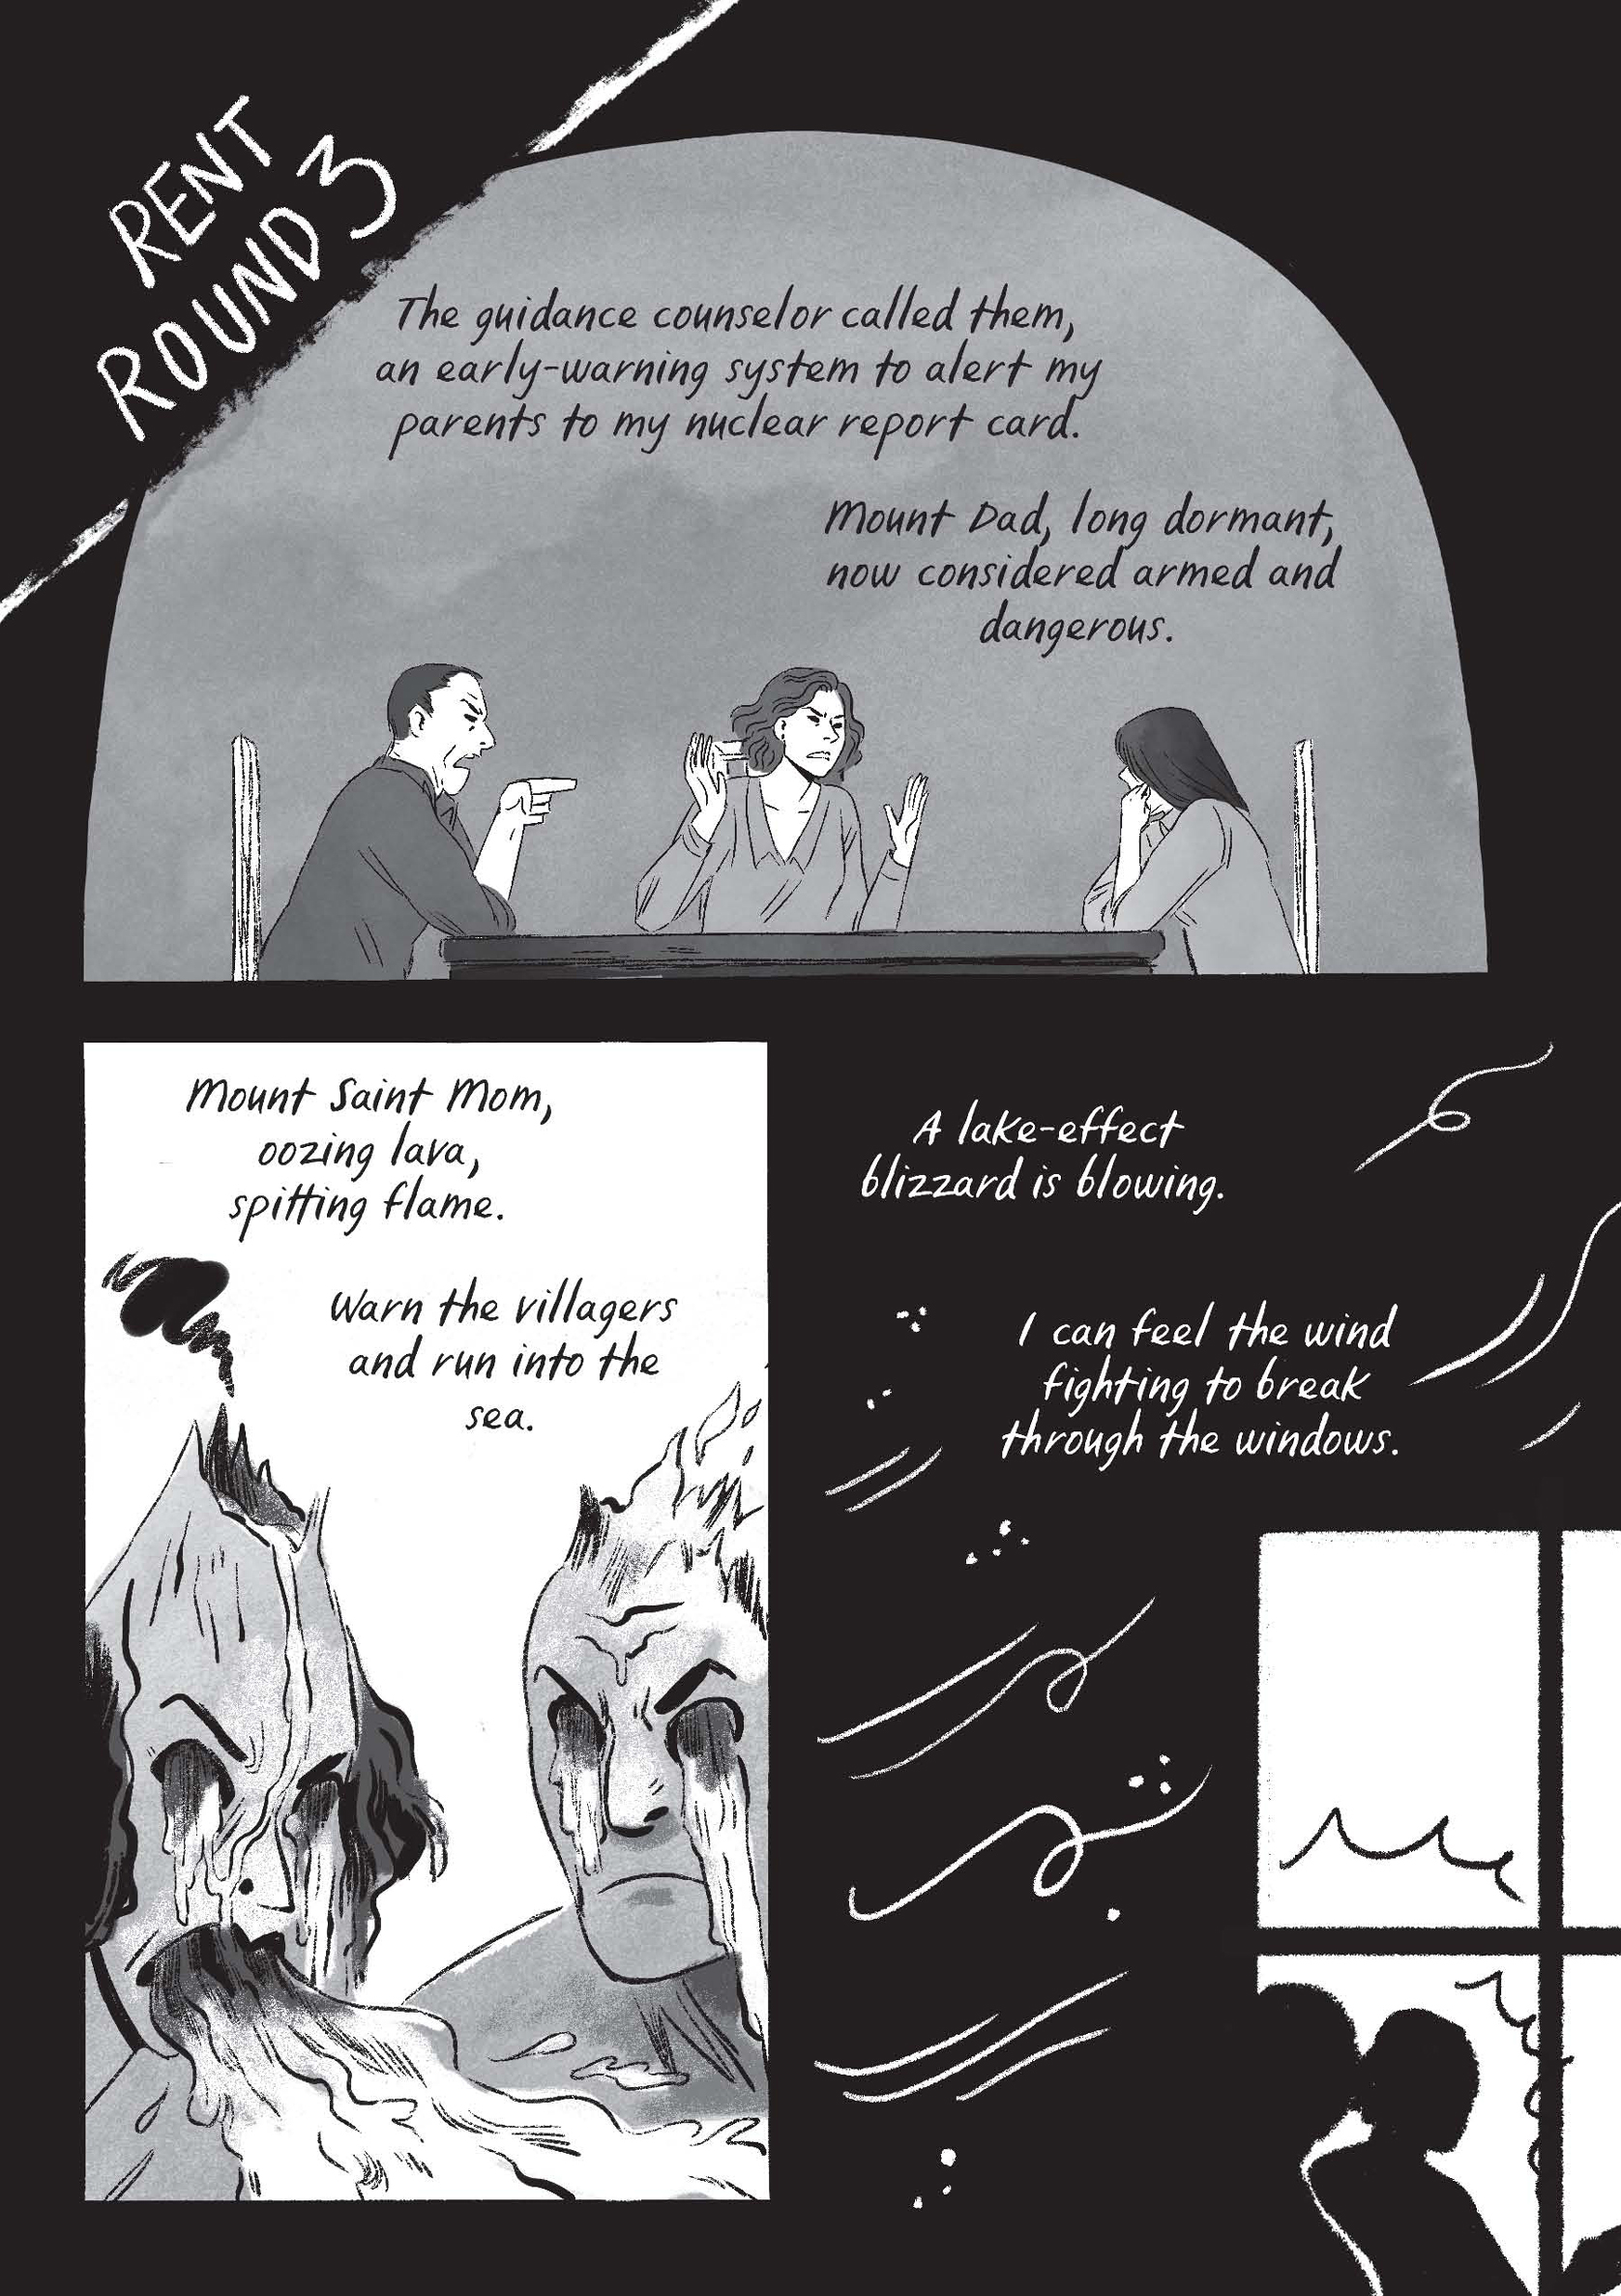 RENT
ROUND 3
The guidance counselor called them,
an early-warning system to alert my
parents to my nuclear report card.
Mount Dad, long dormant,
now considered armed and
dangerous.
Mount Saint Mom,
oozing lava,
spitting flame.
Warn the villagers
and run into the
sea.
A lake-effect
blizzard is blowing.
I can feel the wind
fighting to break
through the windows.